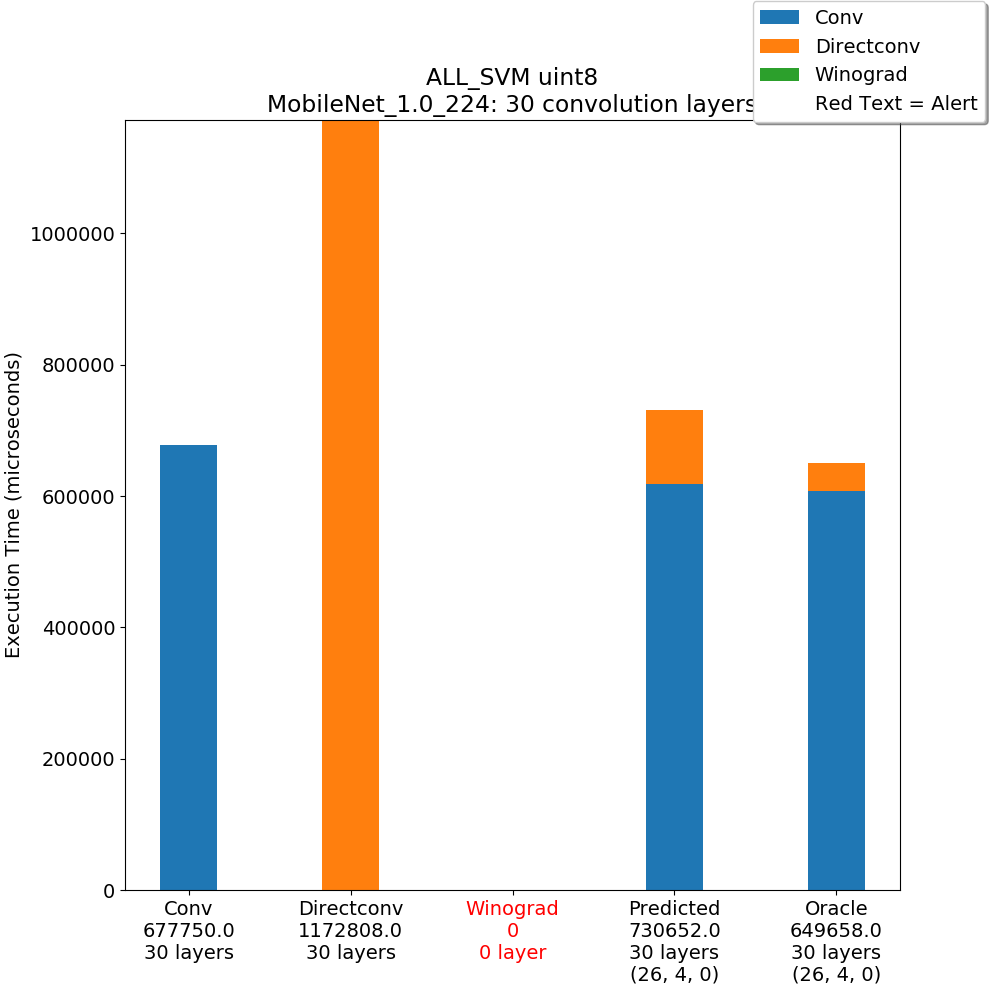 Conv
Directconv
Winograd
Red Text = Alert
ALL_SVM uint8
MobileNet_1.0_224: 30 convolution layers
Execution Time (microseconds)
1000000
800000
600000
400000
200000
0
Conv
677750.0
30 layers
Directconv
1172808.0
30 layers
Winograd
0
0 layer
Predicted
730652.0
30 layers
(26, 4, 0)
Oracle
649658.0
30 layers
(26, 4, 0)